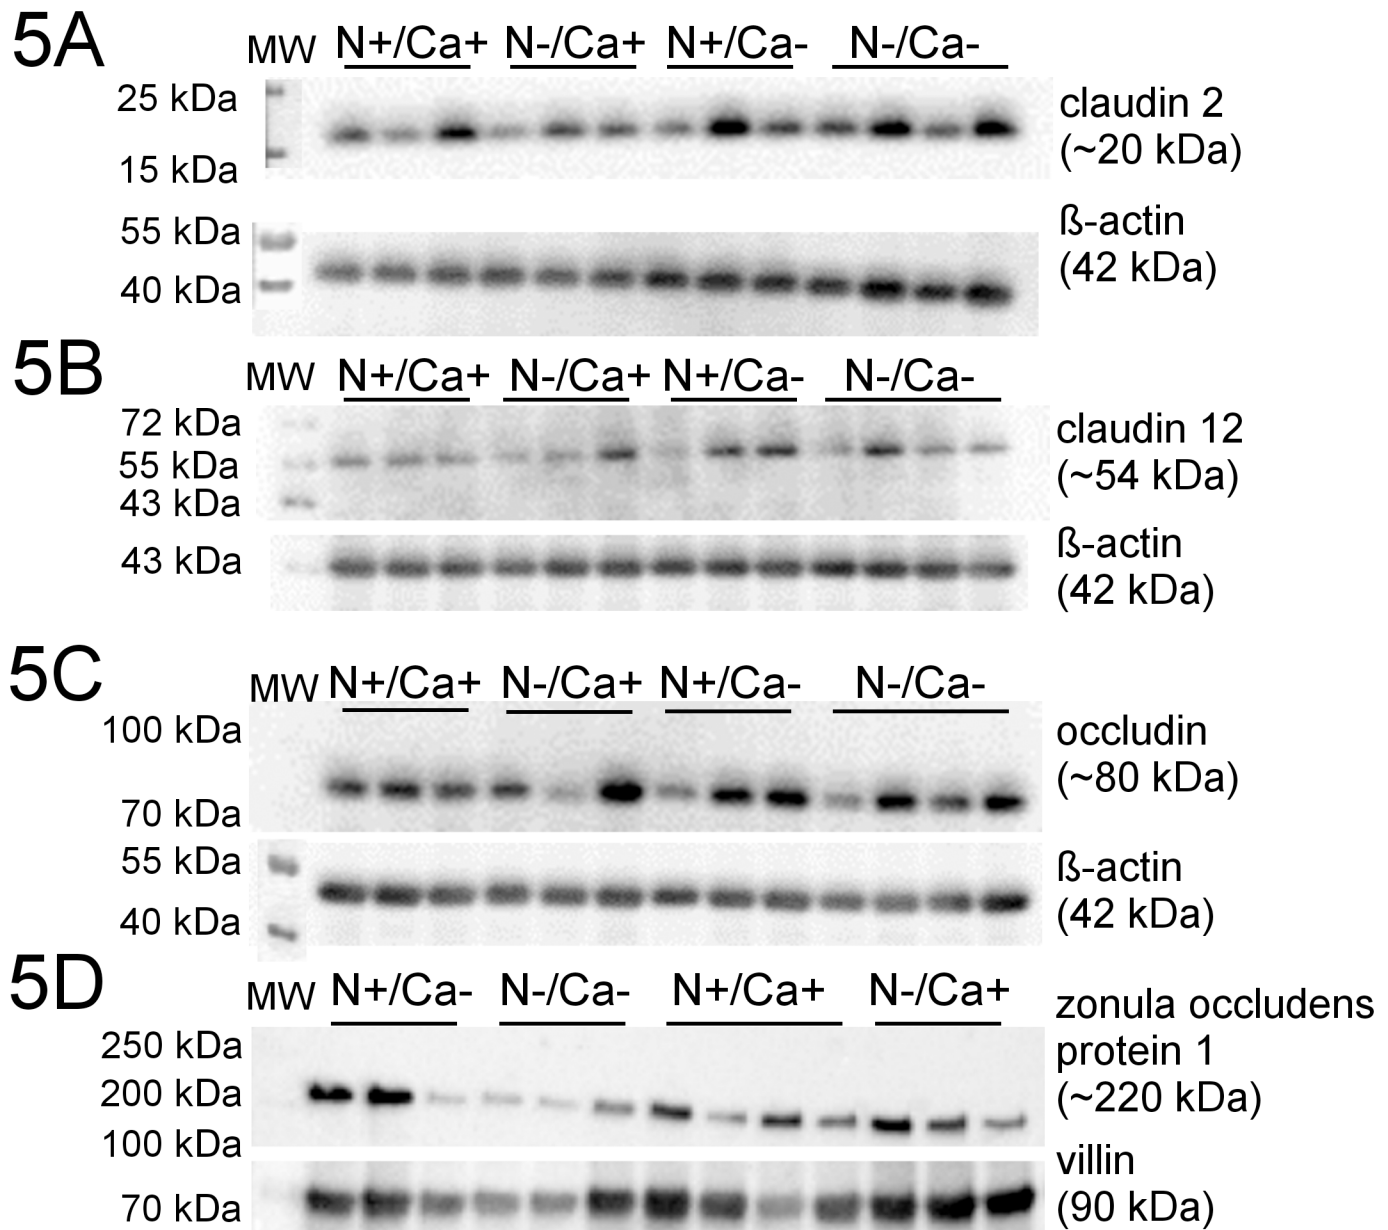 5A
MW N+/Ca+ N-/Ca+ N+/Ca- N-/Ca-
25 kDa
15 kDa
claudin 2
(~20 kDa)
55 kDa
40 kDa
ß-actin
(42 kDa)
5B
MW N+/Ca+ N-/Ca+ N+/Ca- N-/Ca-
72 kDa
55 kDa
43 kDa
claudin 12
(~54 kDa)
43 kDa
ß-actin
(42 kDa)
5C
MW N+/Ca+ N-/Ca+ N+/Ca- N-/Ca-
100 kDa
70 kDa
occludin
(~80 kDa)
55 kDa
40 kDa
ß-actin
(42 kDa)
5D
MW N+/Ca- N-/Ca- N+/Ca+ N-/Ca+
250 kDa
200 kDa
100 kDa
zonula occludens
protein 1
(~220 kDa)
70 kDa
villin
(90 kDa)